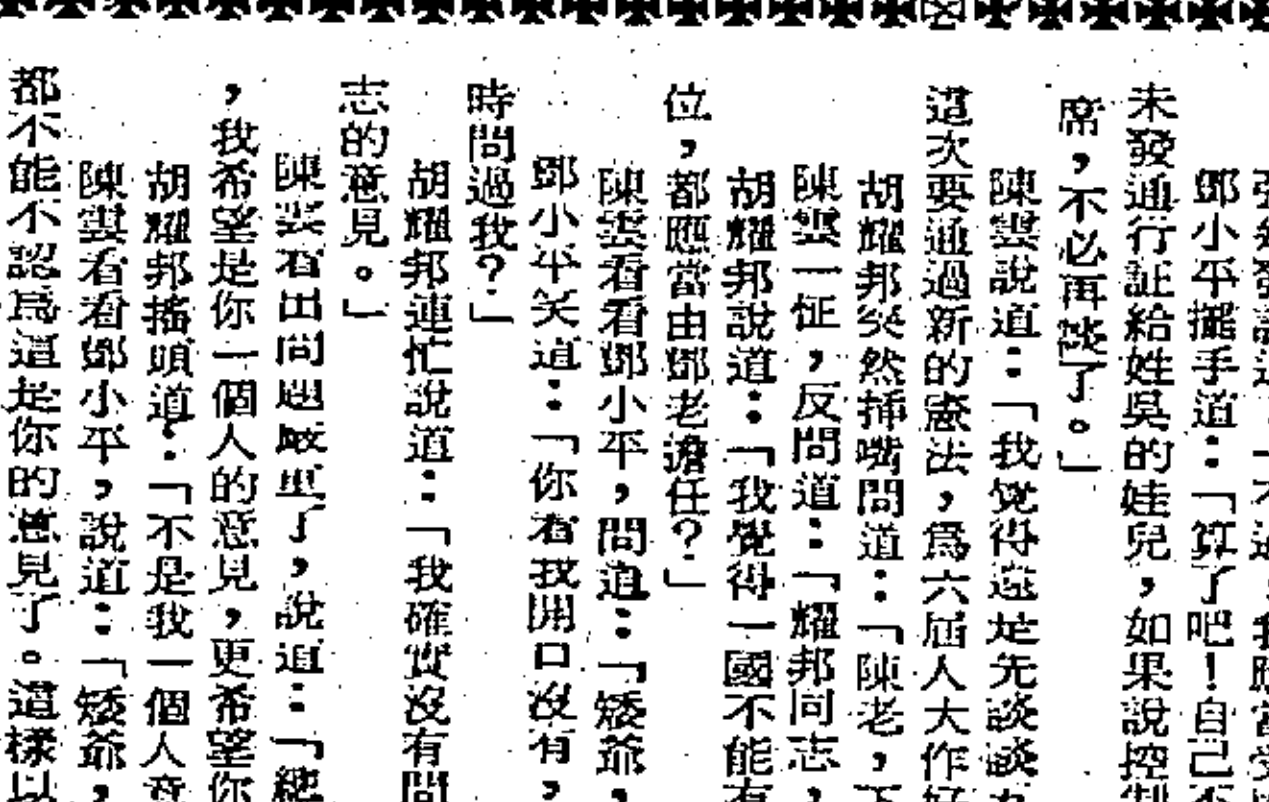 鄧小平擺手道：「算了吧！自己不
未發通行証給姓吳的娃兒，如果說控制
席，不必再談了。」
陳雲說道：「我覺得還是先談談九
這次要通過新的憲法，為六屆人大作好
胡耀邦突然插嘴問道：「陳老，下
陳雲一怔，反問道：「耀邦同志，
胡耀邦說道：「我覺得一國不能有
位，都應當由鄧老擔任？」
陳雲看看鄧小平，問道：「矮爺，
鄧小平笑道：「你看我開口沒有，
時問過我？」
胡耀邦連忙說道：「我確實沒有問
志的意見。」
陳雲看出問題嚴重了，說道：「總
，我希望是你一個人的意見，更希望你
胡耀邦搖頭道：「不是我一個人意
陳雲看看鄧小平，說道：「矮爺，
都不能不認爲這是你的意見了。這樣以